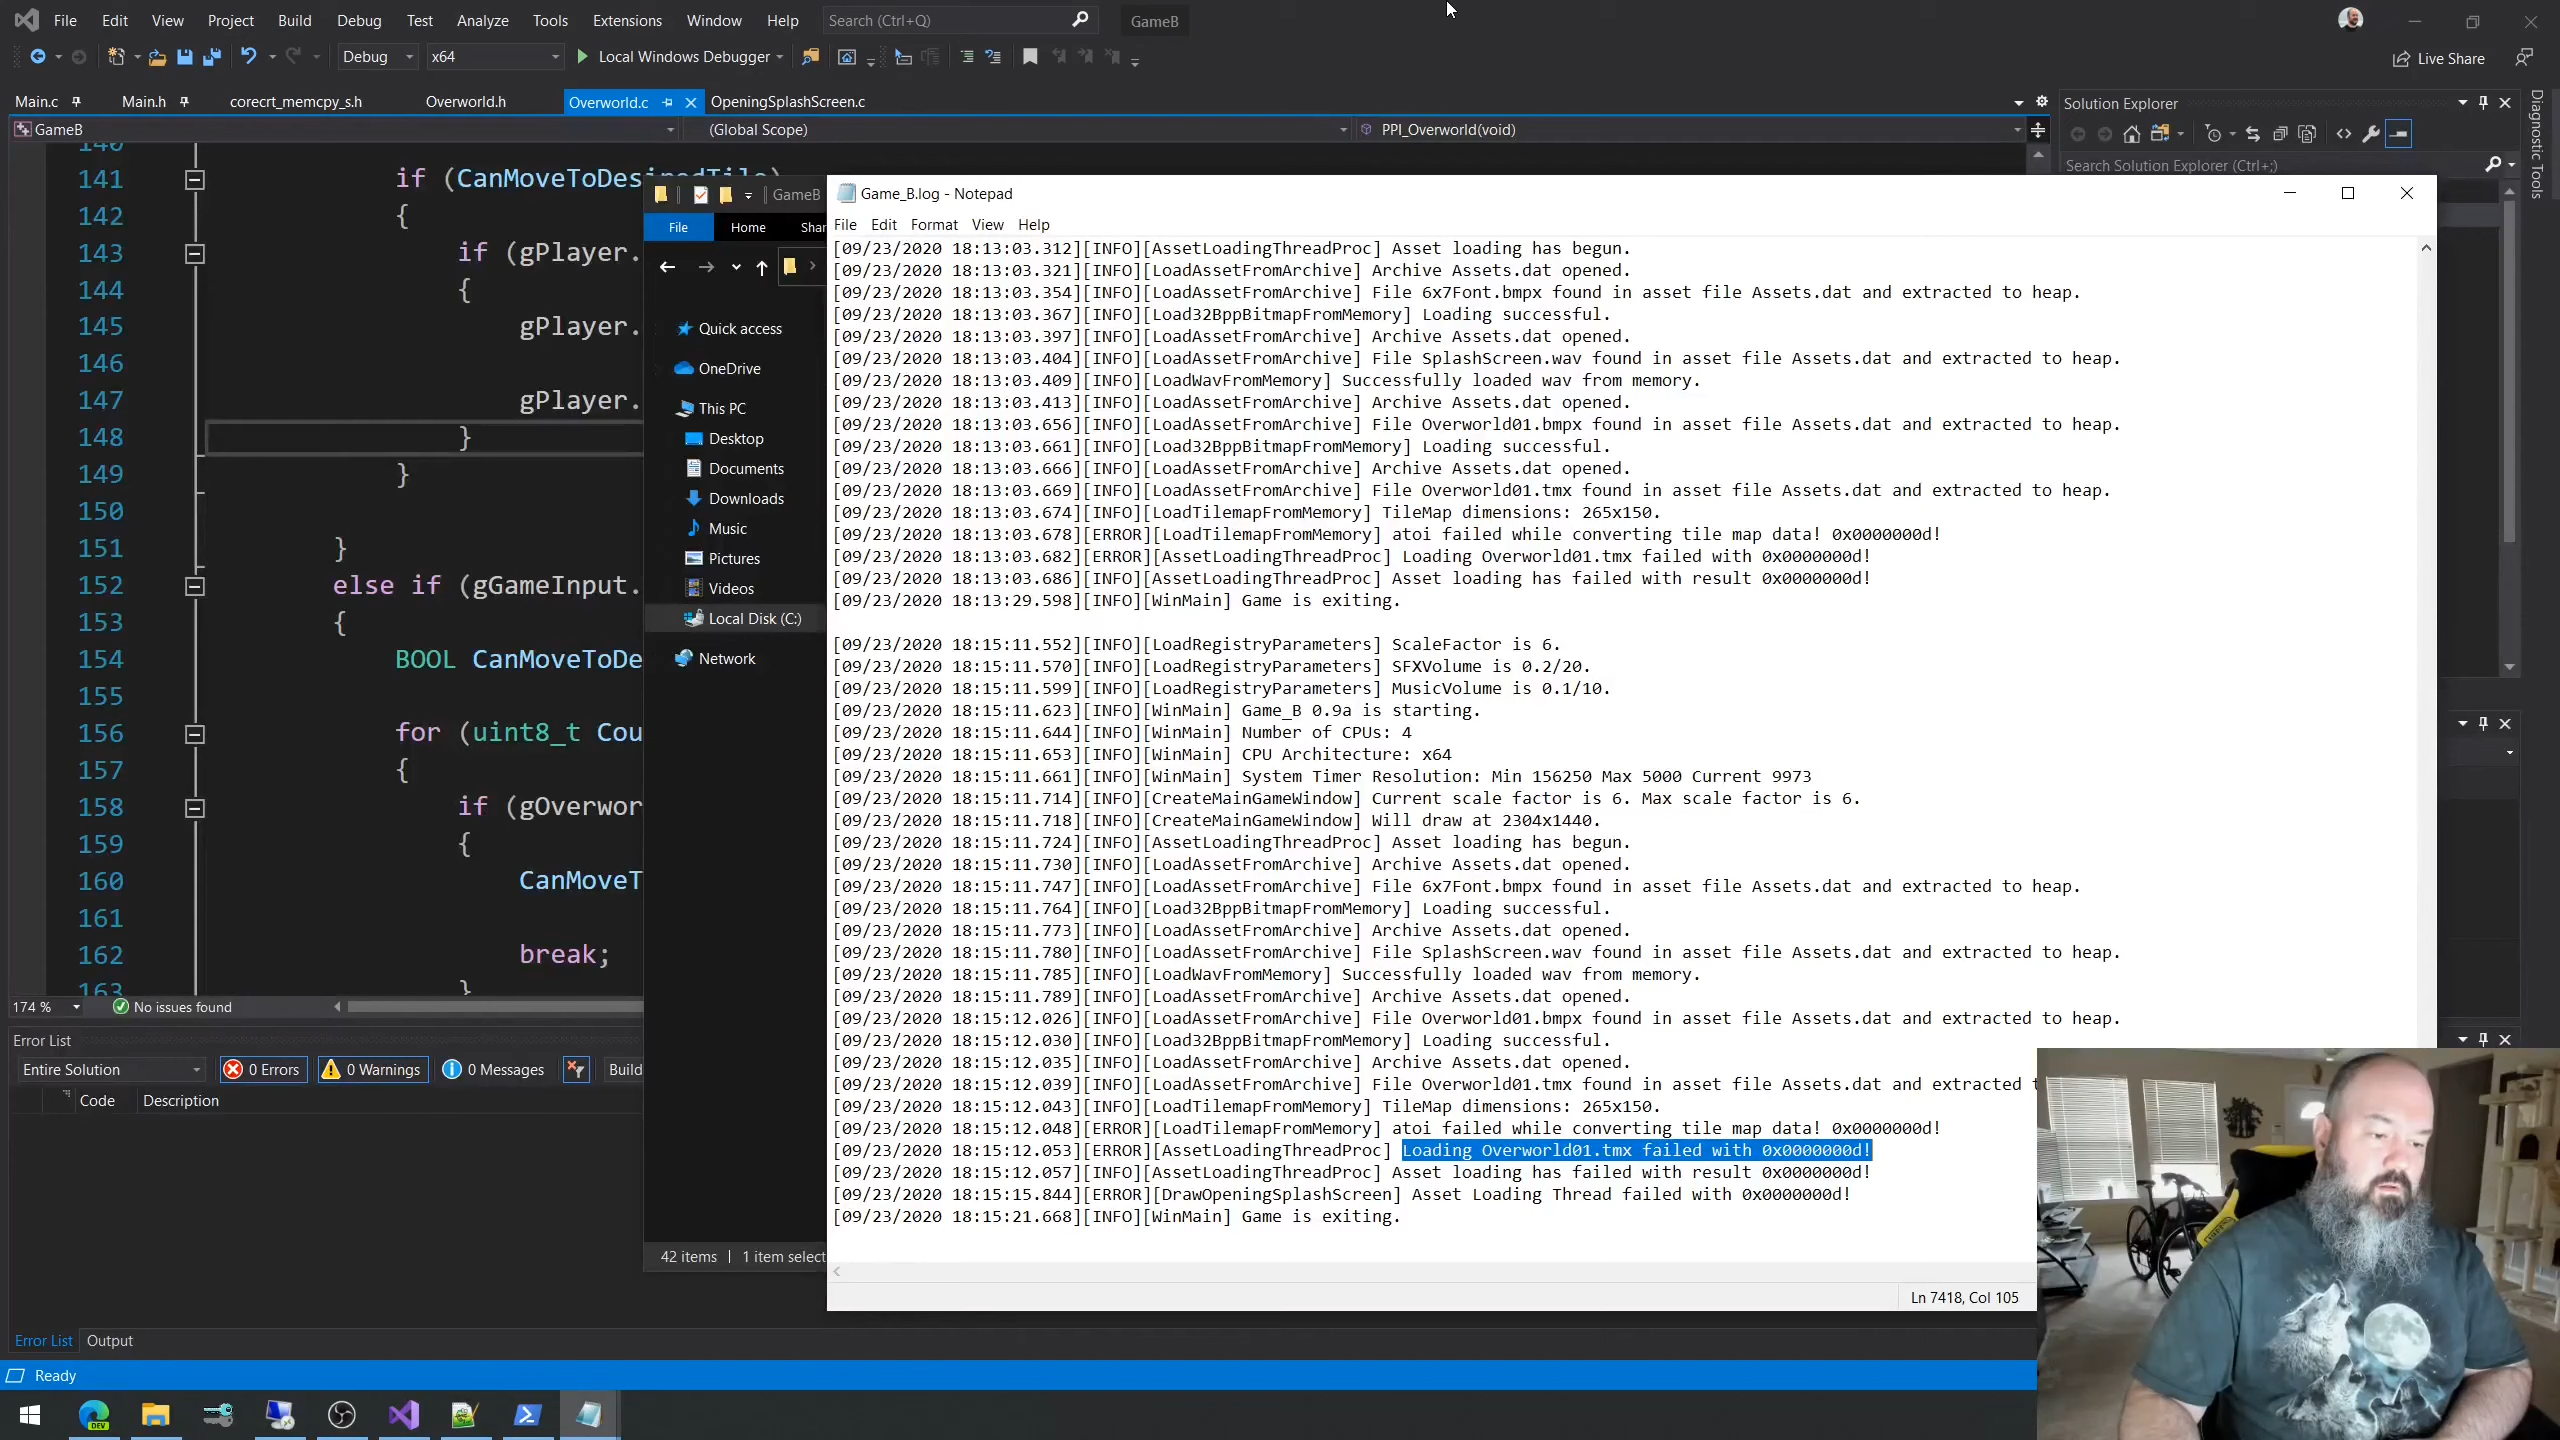 File Edit View Project Build Debug Test Analyze Tools Extensions Window Help Search (Ctrl+Q) GameB
Debug x64 Local Windows Debugger Live Share
Main.c Main.h corecrt_memcpy_s.h Overworld.h Overworld.c OpeningSplashScreen.c
GameB (Global Scope) PPI_Overworld(void)
Solution Explorer
Search Solution Explorer (Ctrl+;)
Diagnostic Tools
140
141 if (CanMoveToDesiredTile)
142 {
143 if (gPlayer.
144 {
145 gPlayer.
146
147 gPlayer.
148 }
149 }
150
151 }
152 else if (gGameInput.
153 {
154 BOOL CanMoveToDe
155
156 for (uint8_t Cou
157 {
158 if (gOverwor
159 {
160 CanMoveT
161
162 break;
163 }
174 % No issues found
Error List
Entire Solution 0 Errors 0 Warnings 0 Messages Build
Code Description
Error List Output
Ready
GameB
File Home Shar
Quick access
OneDrive
This PC
Desktop
Documents
Downloads
Music
Pictures
Videos
Local Disk (C:)
Network
42 items 1 item select
Game_B.log - Notepad
File Edit Format View Help
[09/23/2020 18:13:03.312][INFO][AssetLoadingThreadProc] Asset loading has begun.
[09/23/2020 18:13:03.321][INFO][LoadAssetFromArchive] Archive Assets.dat opened.
[09/23/2020 18:13:03.354][INFO][LoadAssetFromArchive] File 6x7Font.bmpx found in asset file Assets.dat and extracted to heap.
[09/23/2020 18:13:03.367][INFO][Load32BppBitmapFromMemory] Loading successful.
[09/23/2020 18:13:03.397][INFO][LoadAssetFromArchive] Archive Assets.dat opened.
[09/23/2020 18:13:03.404][INFO][LoadAssetFromArchive] File SplashScreen.wav found in asset file Assets.dat and extracted to heap.
[09/23/2020 18:13:03.409][INFO][LoadWavFromMemory] Successfully loaded wav from memory.
[09/23/2020 18:13:03.413][INFO][LoadAssetFromArchive] Archive Assets.dat opened.
[09/23/2020 18:13:03.656][INFO][LoadAssetFromArchive] File Overworld01.bmpx found in asset file Assets.dat and extracted to heap.
[09/23/2020 18:13:03.661][INFO][Load32BppBitmapFromMemory] Loading successful.
[09/23/2020 18:13:03.666][INFO][LoadAssetFromArchive] Archive Assets.dat opened.
[09/23/2020 18:13:03.669][INFO][LoadAssetFromArchive] File Overworld01.tmx found in asset file Assets.dat and extracted to heap.
[09/23/2020 18:13:03.674][INFO][LoadTilemapFromMemory] TileMap dimensions: 265x150.
[09/23/2020 18:13:03.678][ERROR][LoadTilemapFromMemory] atoi failed while converting tile map data! 0x0000000d!
[09/23/2020 18:13:03.682][ERROR][AssetLoadingThreadProc] Loading Overworld01.tmx failed with 0x0000000d!
[09/23/2020 18:13:03.686][INFO][AssetLoadingThreadProc] Asset loading has failed with result 0x0000000d!
[09/23/2020 18:13:29.598][INFO][WinMain] Game is exiting.
[09/23/2020 18:15:11.552][INFO][LoadRegistryParameters] ScaleFactor is 6.
[09/23/2020 18:15:11.570][INFO][LoadRegistryParameters] SFXVolume is 0.2/20.
[09/23/2020 18:15:11.599][INFO][LoadRegistryParameters] MusicVolume is 0.1/10.
[09/23/2020 18:15:11.623][INFO][WinMain] Game_B 0.9a is starting.
[09/23/2020 18:15:11.644][INFO][WinMain] Number of CPUs: 4
[09/23/2020 18:15:11.653][INFO][WinMain] CPU Architecture: x64
[09/23/2020 18:15:11.661][INFO][WinMain] System Timer Resolution: Min 156250 Max 5000 Current 9973
[09/23/2020 18:15:11.714][INFO][CreateMainGameWindow] Current scale factor is 6. Max scale factor is 6.
[09/23/2020 18:15:11.718][INFO][CreateMainGameWindow] Will draw at 2304x1440.
[09/23/2020 18:15:11.724][INFO][AssetLoadingThreadProc] Asset loading has begun.
[09/23/2020 18:15:11.730][INFO][LoadAssetFromArchive] Archive Assets.dat opened.
[09/23/2020 18:15:11.747][INFO][LoadAssetFromArchive] File 6x7Font.bmpx found in asset file Assets.dat and extracted to heap.
[09/23/2020 18:15:11.764][INFO][Load32BppBitmapFromMemory] Loading successful.
[09/23/2020 18:15:11.773][INFO][LoadAssetFromArchive] Archive Assets.dat opened.
[09/23/2020 18:15:11.780][INFO][LoadAssetFromArchive] File SplashScreen.wav found in asset file Assets.dat and extracted to heap.
[09/23/2020 18:15:11.785][INFO][LoadWavFromMemory] Successfully loaded wav from memory.
[09/23/2020 18:15:11.789][INFO][LoadAssetFromArchive] Archive Assets.dat opened.
[09/23/2020 18:15:12.026][INFO][LoadAssetFromArchive] File Overworld01.bmpx found in asset file Assets.dat and extracted to heap.
[09/23/2020 18:15:12.030][INFO][Load32BppBitmapFromMemory] Loading successful.
[09/23/2020 18:15:12.035][INFO][LoadAssetFromArchive] Archive Assets.dat opened.
[09/23/2020 18:15:12.039][INFO][LoadAssetFromArchive] File Overworld01.tmx found in asset file Assets.dat and extracted
[09/23/2020 18:15:12.043][INFO][LoadTilemapFromMemory] TileMap dimensions: 265x150.
[09/23/2020 18:15:12.048][ERROR][LoadTilemapFromMemory] atoi failed while converting tile map data! 0x0000000d!
[09/23/2020 18:15:12.053][ERROR][AssetLoadingThreadProc] Loading Overworld01.tmx failed with 0x0000000d!
[09/23/2020 18:15:12.057][INFO][AssetLoadingThreadProc] Asset loading has failed with result 0x0000000d!
[09/23/2020 18:15:15.844][ERROR][DrawOpeningSplashScreen] Asset Loading Thread failed with 0x0000000d!
[09/23/2020 18:15:21.668][INFO][WinMain] Game is exiting.
Ln 7418, Col 105
DEV